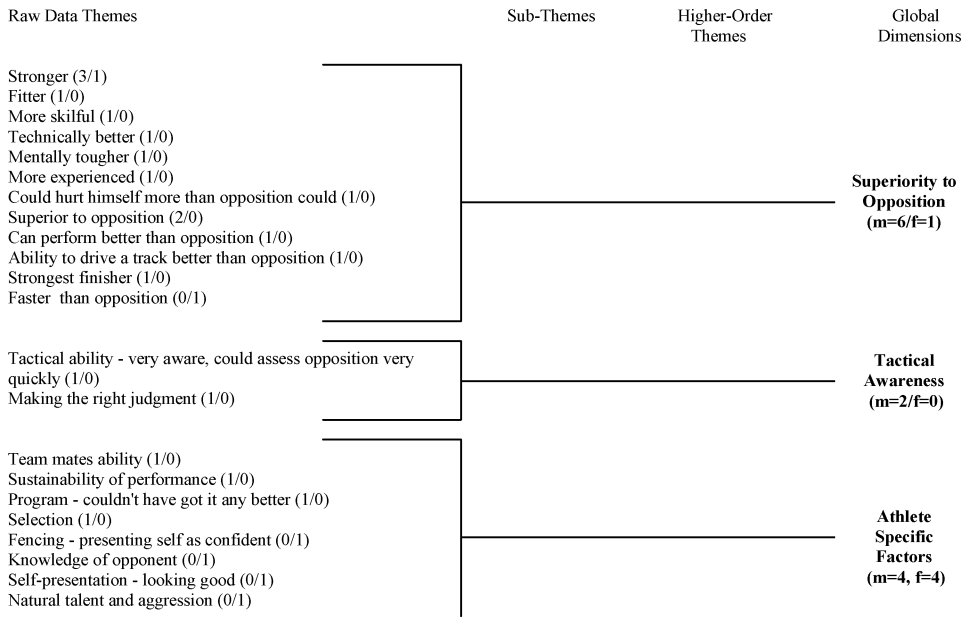 Raw Data Themes
Sub-Themes
Higher-Order
Themes
Global
Dimensions
Stronger (3/1)
Fitter (1/0)
More skilful (1/0)
Technically better (1/0)
Mentally tougher (1/0)
More experienced (1/0)
Could hurt himself more than opposition could (1/0)
Superior to opposition (2/0)
Can perform better than opposition (1/0)
Ability to drive a track better than opposition (1/0)
Strongest finisher (1/0)
Faster than opposition (0/1)
Superiority to
Opposition
(m=6/f=1)
Tactical ability - very aware, could assess opposition very
quickly (1/0)
Making the right judgment (1/0)
Tactical
Awareness
(m=2/f=0)
Team mates ability (1/0)
Sustainability of performance (1/0)
Program - couldn't have got it any better (1/0)
Selection (1/0)
Fencing - presenting self as confident (0/1)
Knowledge of opponent (0/1)
Self-presentation - looking good (0/1)
Natural talent and aggression (0/1)
Athlete
Specific
Factors
(m=4, f=4)